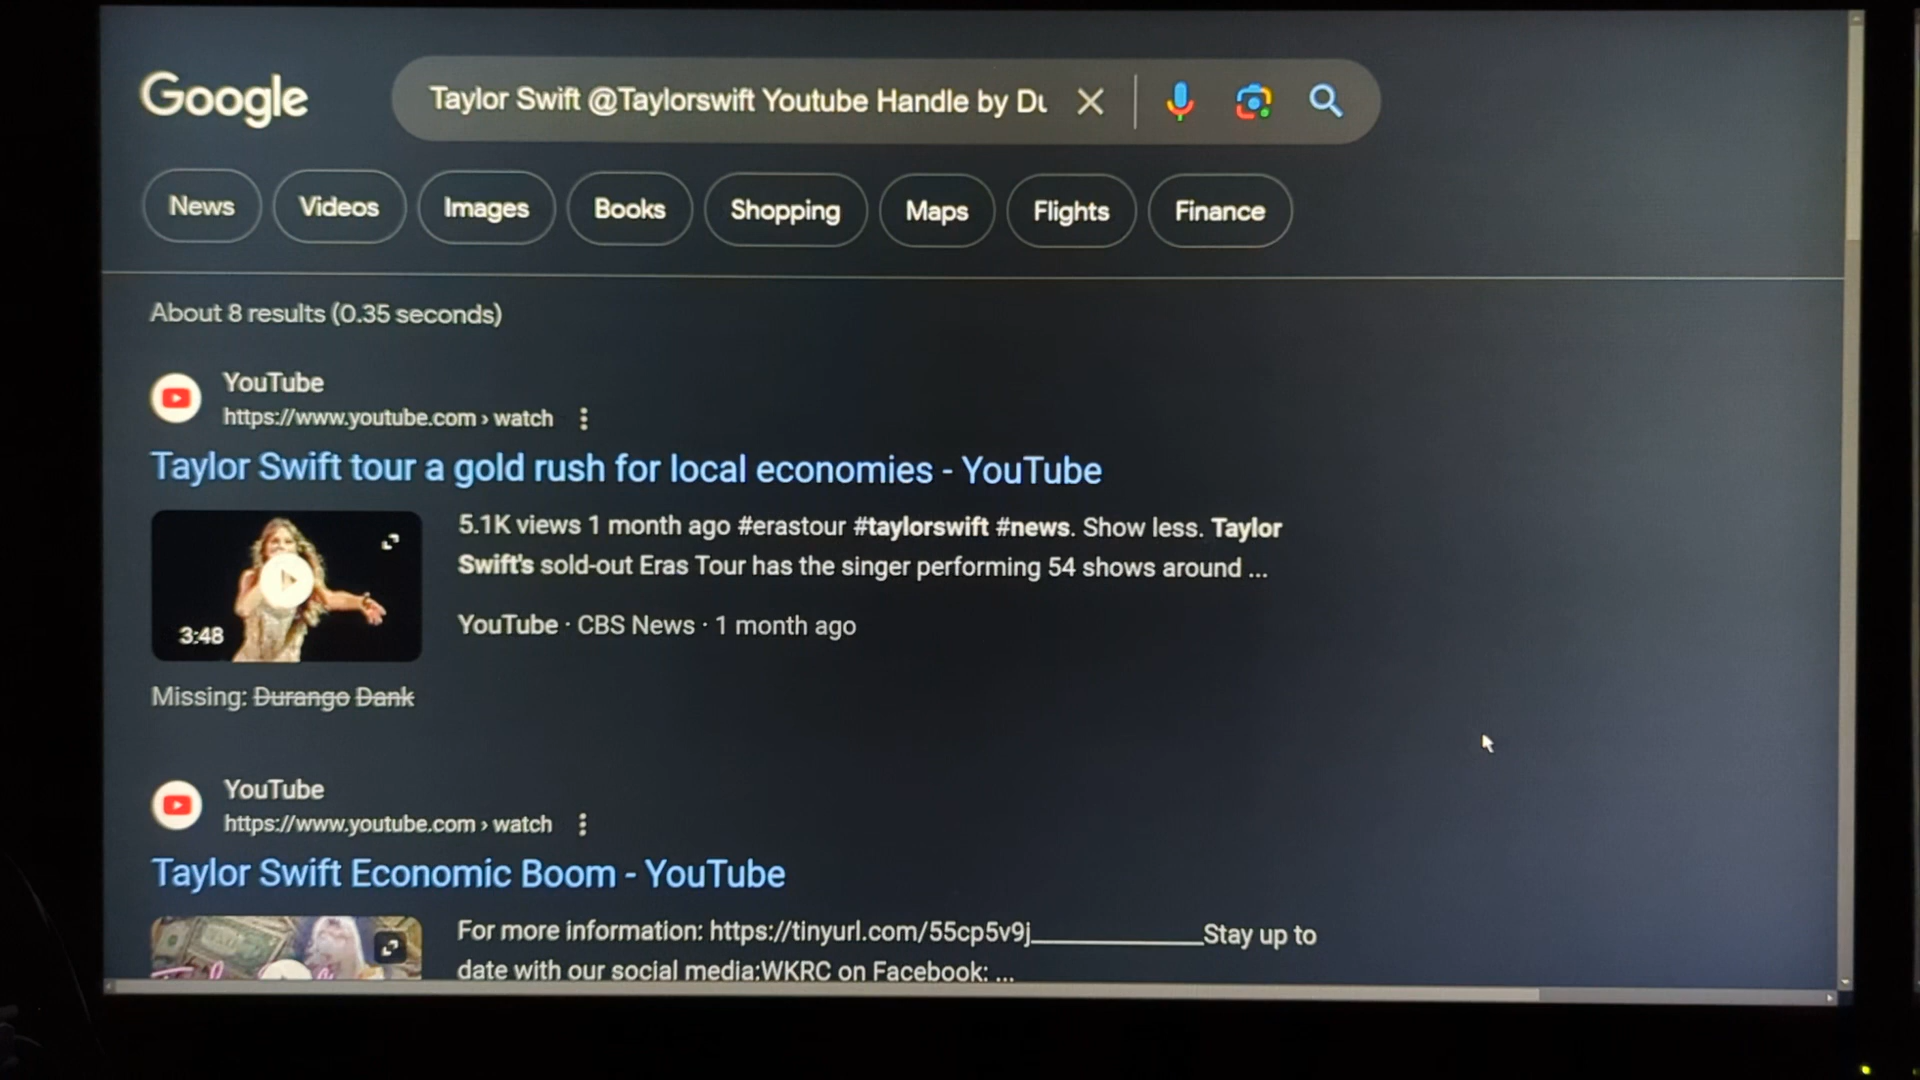 Google
Taylor Swift @Taylorswift Youtube Handle by Du
News Videos Images Books Shopping Maps Flights Finance
About 8 results (0.35 seconds)
YouTube
https://www.youtube.com › watch
Taylor Swift tour a gold rush for local economies - YouTube
5.1K views 1 month ago #erastour #taylorswift #news. Show less. Taylor
Swift's sold-out Eras Tour has the singer performing 54 shows around ...
3:48
YouTube · CBS News · 1 month ago
Missing: Durango Dank
YouTube
https://www.youtube.com › watch
Taylor Swift Economic Boom - YouTube
For more information: https://tinyurl.com/55cp5v9j____________Stay up to
date with our social media:WKRC on Facebook: ...